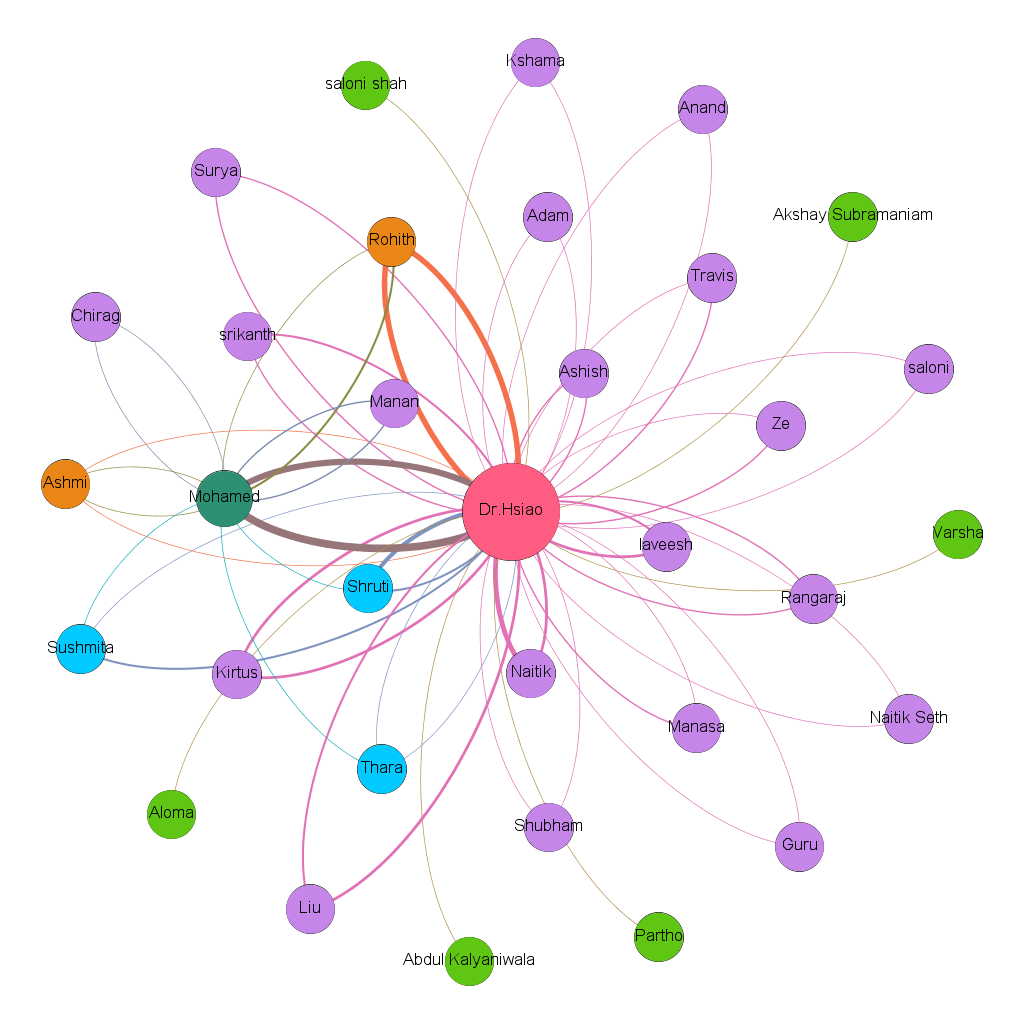 Kshama
saloni shah
Anand
Surya
Adam
Akshay Subramaniam
Rohith
Travis
Chirag
srikanth
Ashish
saloni
Manan
Ze
Ashmi
Mohamed
Dr.Hsiao
Varsha
laveesh
Shruti
Rangaraj
Sushmita
Kirtus
Naitik
Naitik Seth
Manasa
Thara
Aloma
Shubham
Guru
Liu
Partho
Abdul Kalyaniwala